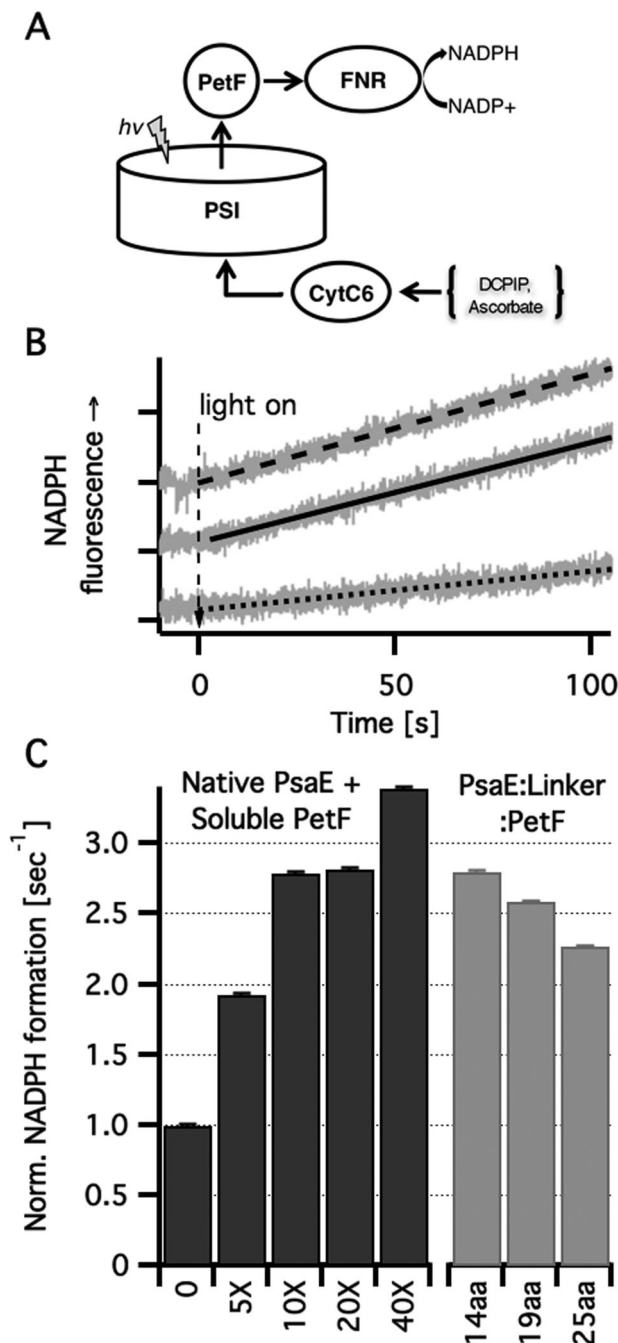 A
PetF
FNR
NADPH
NADP+
hν
PSI
CytC6
DCPIP,
Ascorbate
B
light on
NADPH
fluorescence →
0
50
100
Time [s]
C
Native PsaE +
Soluble PetF
PsaE:Linker
:PetF
Norm. NADPH formation [sec⁻¹]
3.0
2.5
2.0
1.5
1.0
0.5
0
0
5X
10X
20X
40X
14aa
19aa
25aa